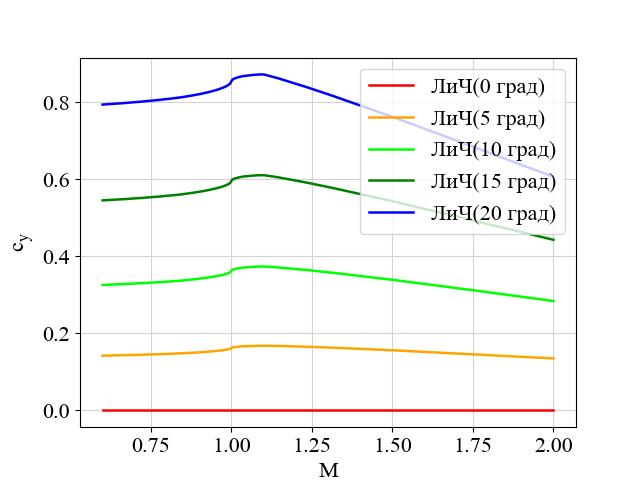 0.8
0.6
0.4
0.2
0.0
c_y
0.75 1.00 1.25 1.50 1.75 2.00
M
ЛиЧ(0 град)
ЛиЧ(5 град)
ЛиЧ(10 град)
ЛиЧ(15 град)
ЛиЧ(20 град)